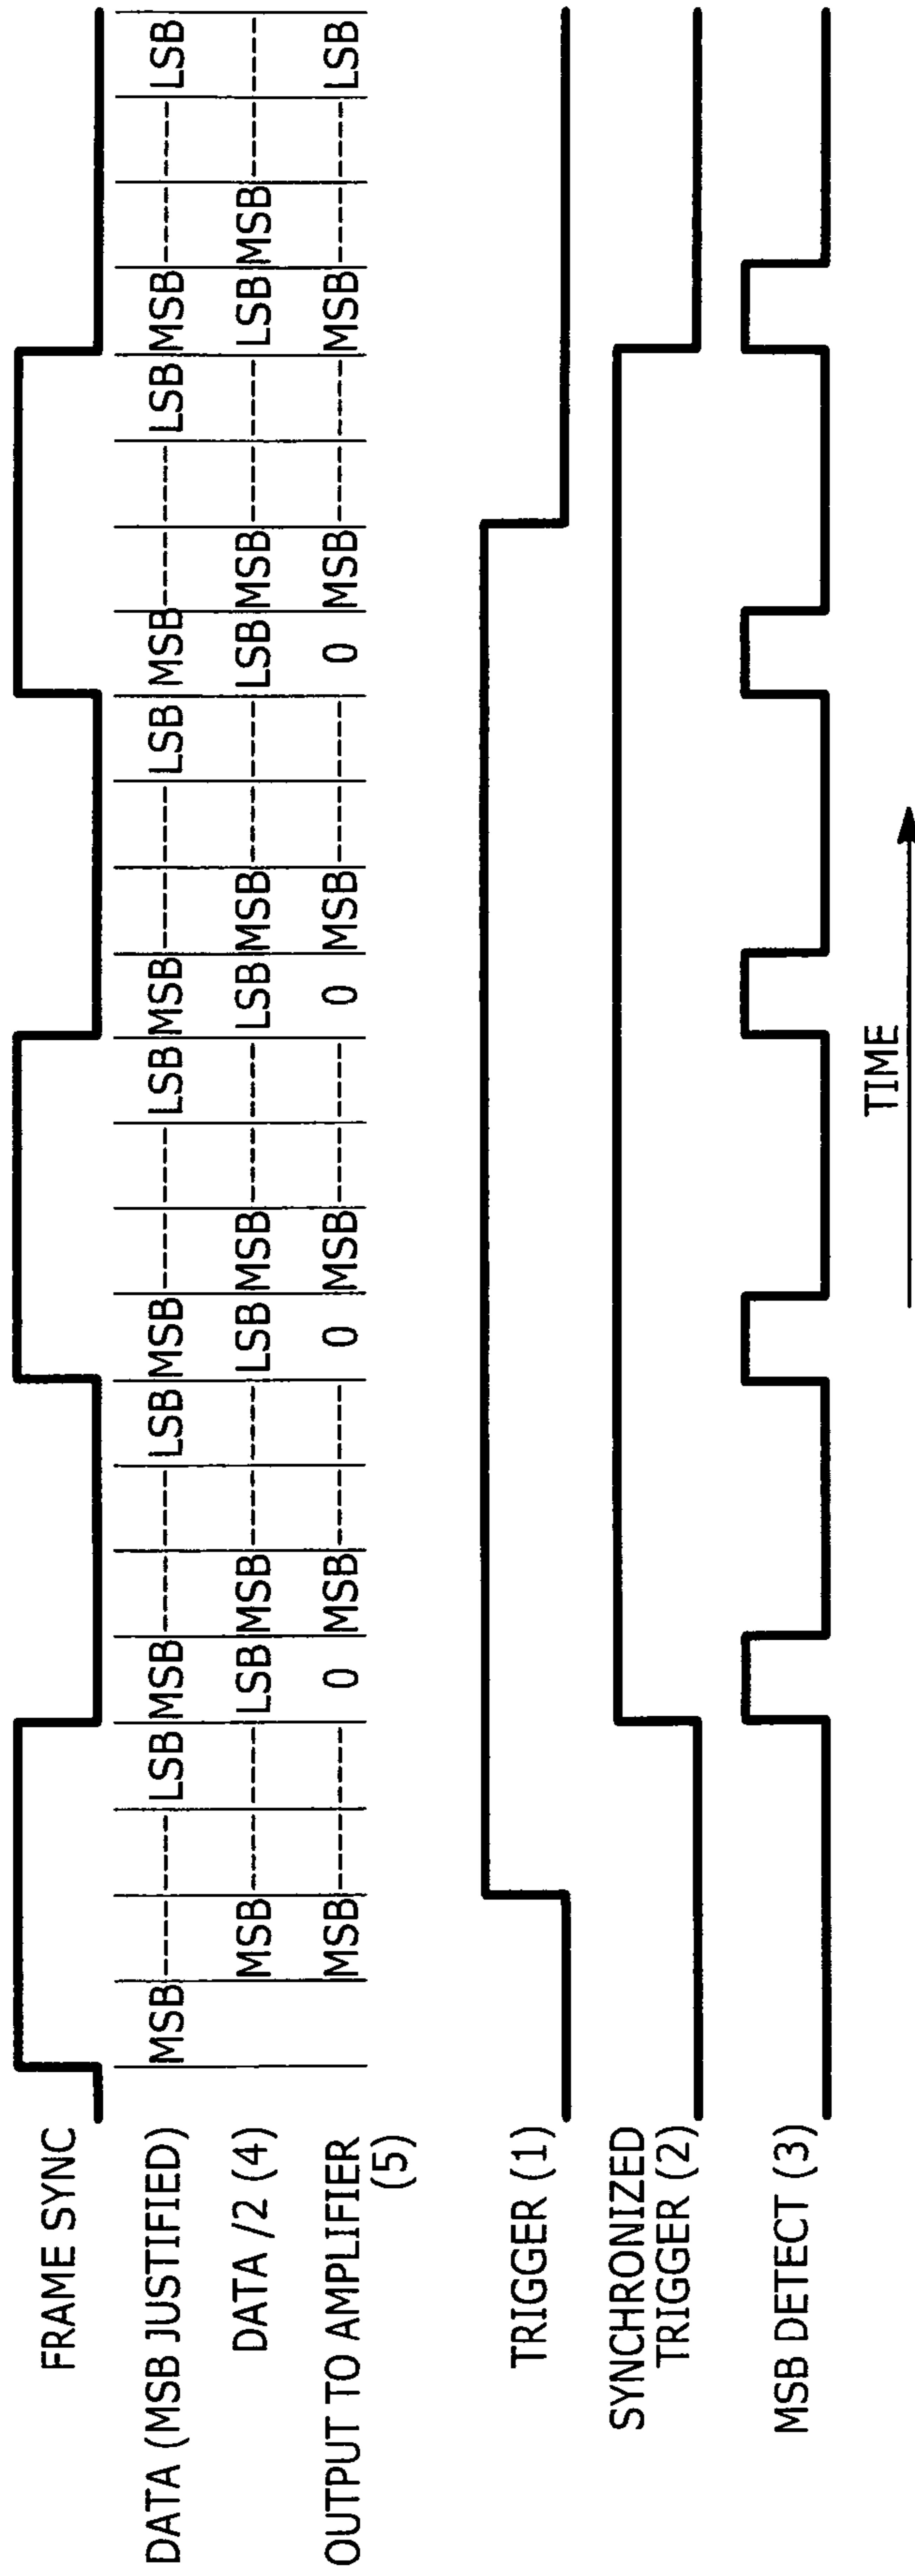 FRAME SYNC
DATA (MSB JUSTIFIED) MSB LSB MSB LSB MSB LSB MSB LSB MSB LSB MSB LSB
DATA /2 (4) MSB LSB MSB LSB MSB LSB MSB LSB MSB LSB MSB
OUTPUT TO AMPLIFIER MSB 0 MSB 0 MSB 0 MSB 0 MSB MSB LSB
(5)
TRIGGER (1)
SYNCHRONIZED
TRIGGER (2)
MSB DETECT (3)
TIME